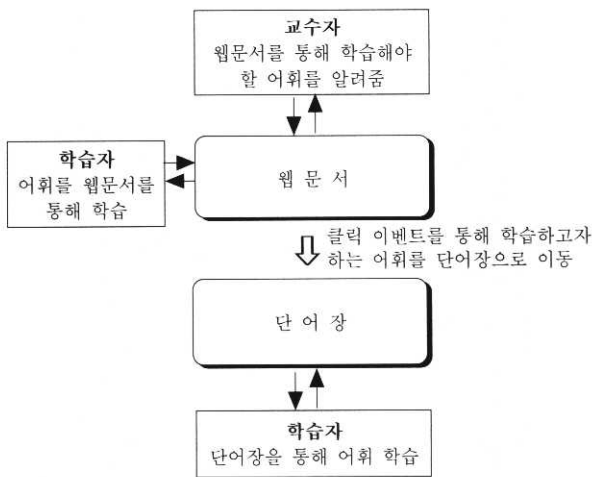 교수자
웹문서를 통해 학습해야
할 어휘를 알려줌
학습자
어휘를 웹문서를
통해 학습
웹 문 서
클릭 이벤트를 통해 학습하고자
하는 어휘를 단어장으로 이동
단 어 장
학습자
단어장을 통해 어휘 학습